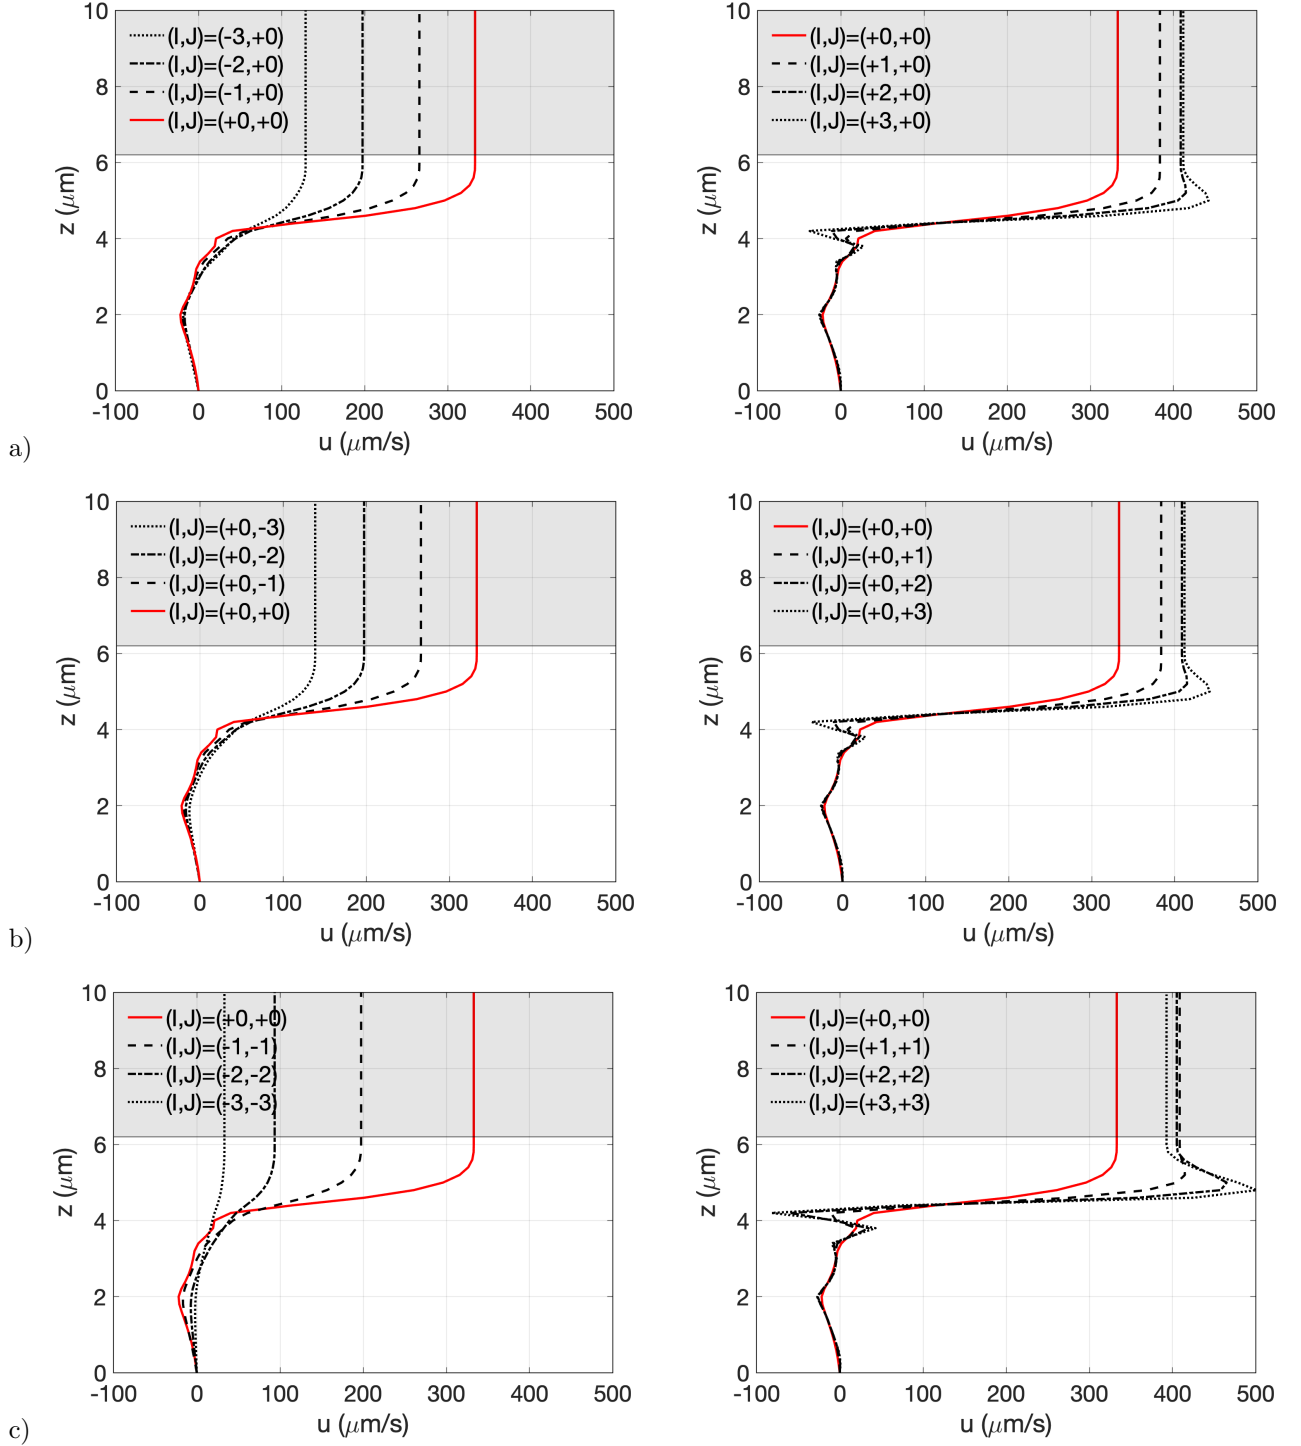 10
8
6
4
2
0
z (μm)
(I,J)=(-3,+0)
(I,J)=(-2,+0)
(I,J)=(-1,+0)
(I,J)=(+0,+0)
-100 0 100 200 300 400 500
u (μm/s)
10
8
6
4
2
0
z (μm)
(I,J)=(+0,+0)
(I,J)=(+1,+0)
(I,J)=(+2,+0)
(I,J)=(+3,+0)
-100 0 100 200 300 400 500
u (μm/s)
a)
10
8
6
4
2
0
z (μm)
(I,J)=(+0,-3)
(I,J)=(+0,-2)
(I,J)=(+0,-1)
(I,J)=(+0,+0)
-100 0 100 200 300 400 500
u (μm/s)
10
8
6
4
2
0
z (μm)
(I,J)=(+0,+0)
(I,J)=(+0,+1)
(I,J)=(+0,+2)
(I,J)=(+0,+3)
-100 0 100 200 300 400 500
u (μm/s)
b)
10
8
6
4
2
0
z (μm)
(I,J)=(+0,+0)
(I,J)=(-1,-1)
(I,J)=(-2,-2)
(I,J)=(-3,-3)
-100 0 100 200 300 400 500
u (μm/s)
10
8
6
4
2
0
z (μm)
(I,J)=(+0,+0)
(I,J)=(+1,+1)
(I,J)=(+2,+2)
(I,J)=(+3,+3)
-100 0 100 200 300 400 500
u (μm/s)
c)